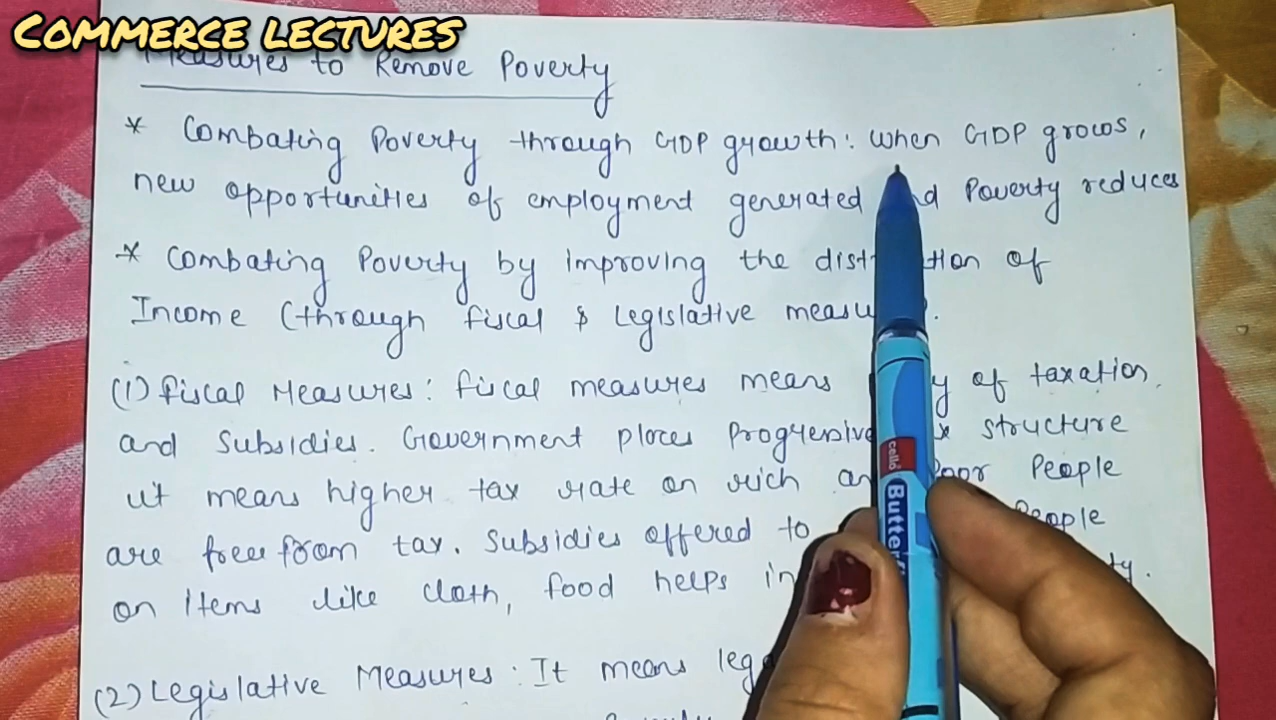 COMMERCE LECTURES
Measures to Remove Poverty
* Combating Poverty through GDP growth: When GDP grows,
new opportunities of employment generated Poverty reduces
* Combating Poverty by improving the of
Income (through fiscal & Legislative
(1) Fiscal Measures: fiscal measures means of taxation
and Subsidies. Government places Progressive structure
it means higher tax rate on rich Poor People
are free from tax. Subsidies offered to People
on items like cloth, food helps in
(2) Legislative Measures: It means
cello
Butter